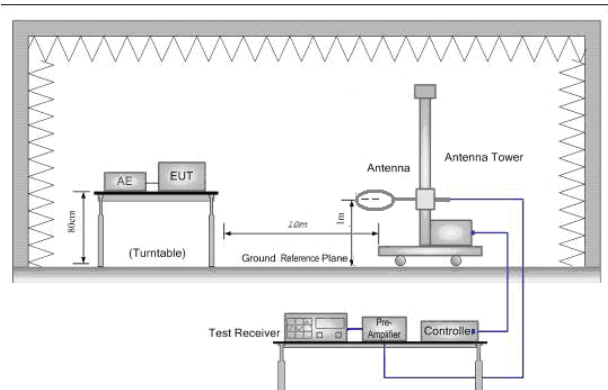 AE
EUT
80cm
(Turntable)
10m
Antenna
Antenna Tower
1m
Ground Reference Plane
Test Receiver
Pre-
Amplifier
Controller